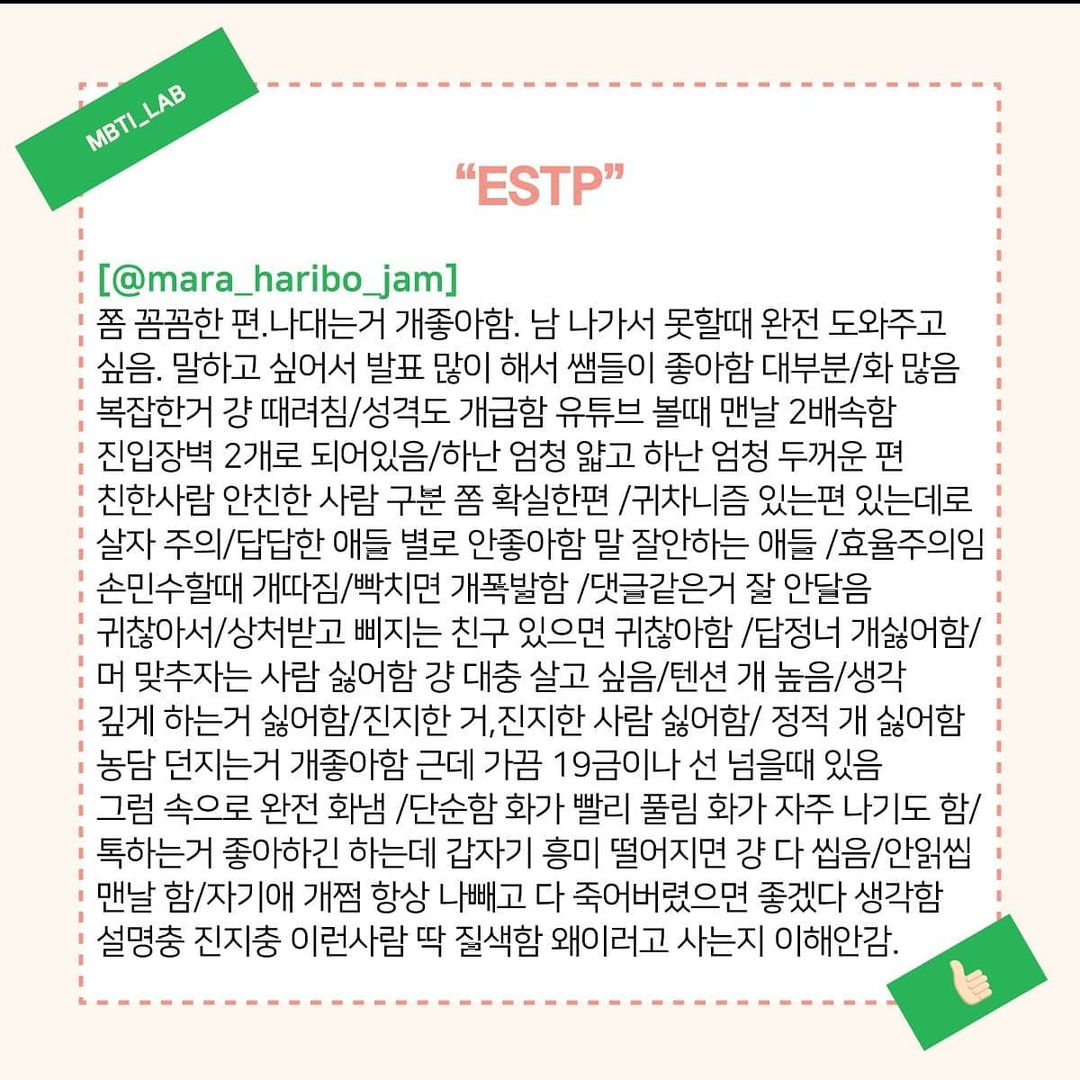 MBTI_LAB
“ESTP”
[@mara_haribo_jam]
쫌 꼼꼼한 편.나대는거 개좋아함. 남 나가서 못할때 완전 도와주고
싶음. 말하고 싶어서 발표 많이 해서 쌤들이 좋아함 대부분/화 많음
복잡한거 걍 때려침/성격도 개급함 유튜브 볼때 맨날 2배속함
진입장벽 2개로 되어있음/하난 엄청 얇고 하난 엄청 두꺼운 편
친한사람 안친한 사람 구분 쫌 확실한편 /귀차니즘 있는편 있는데로
살자 주의/답답한 애들 별로 안좋아함 말 잘안하는 애들 /효율주의임
손민수할때 개따짐/빡치면 개폭발함 /댓글같은거 잘 안달음
귀찮아서/상처받고 삐지는 친구 있으면 귀찮아함 /답정너 개싫어함/
머 맞추자는 사람 싫어함 걍 대충 살고 싶음/텐션 개 높음/생각
깊게 하는거 싫어함/진지한 거,진지한 사람 싫어함/ 정적 개 싫어함
농담 던지는거 개좋아함 근데 가끔 19금이나 선 넘을때 있음
그럼 속으로 완전 화냄 /단순함 화가 빨리 풀림 화가 자주 나기도 함/
톡하는거 좋아하긴 하는데 갑자기 흥미 떨어지면 걍 다 씹음/안읽씹
맨날 함/자기애 개쩜 항상 나빼고 다 죽어버렸으면 좋겠다 생각함
설명충 진지충 이런사람 딱 질색함 왜이러고 사는지 이해안감.